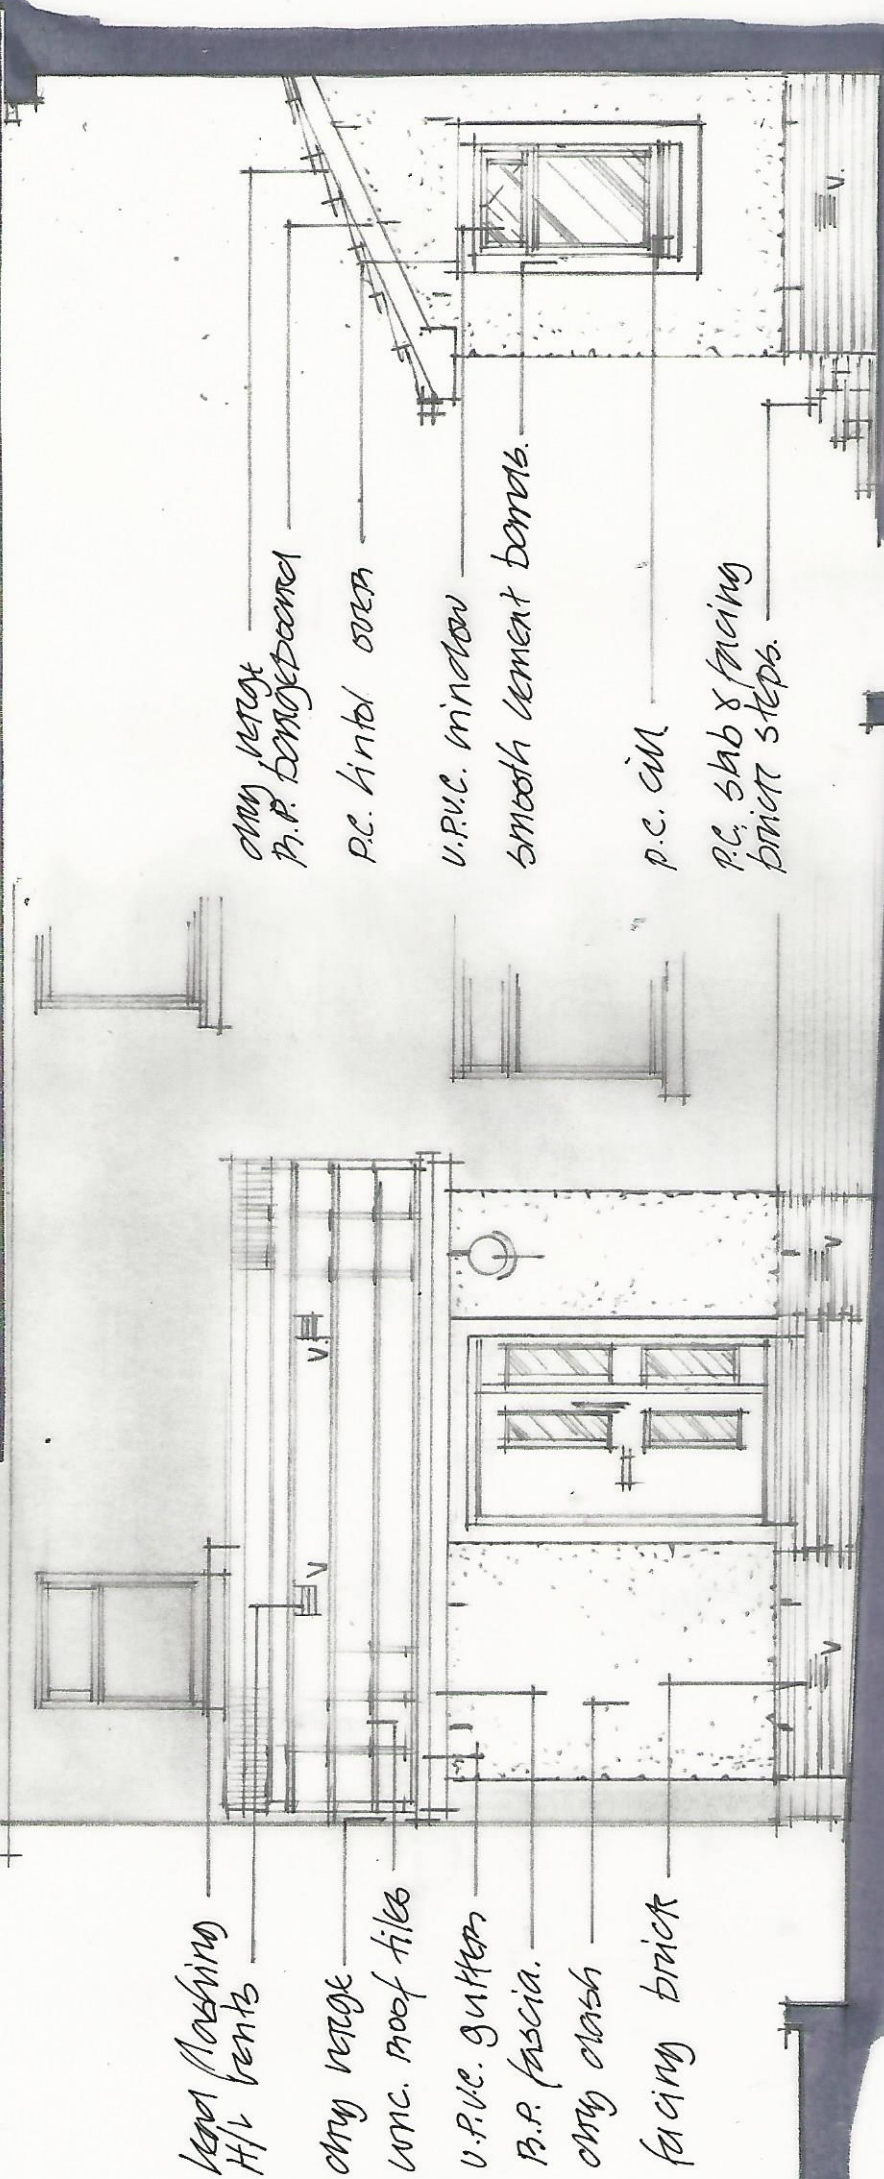 lead flashing
H/L vents
dry verge
conc. roof tiles
U.P.V.C. gutters
R.P. fascia.
dry dash
facing brick
V
V.
V
V
dry verge
R.P. bargeboard
P.C. lintol over
U.P.V.C. window
smooth cement bands.
P.C. cill
P.C. slab & facing
brick steps.
V.